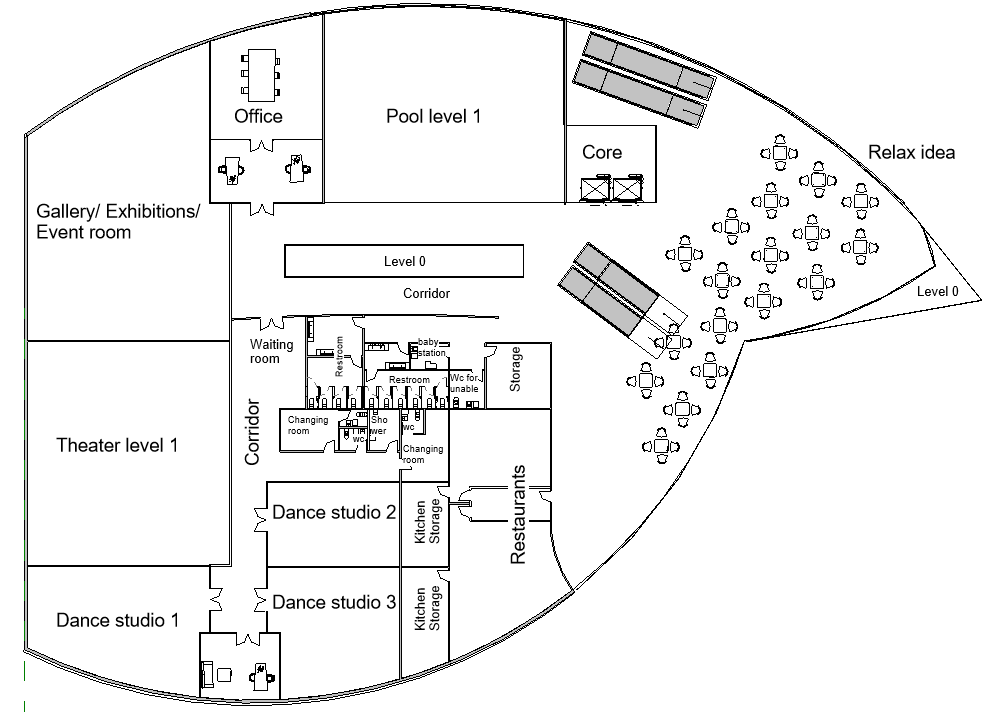 Office
Pool level 1
Core
Relax idea
Gallery/ Exhibitions/
Event room
Level 0
Corridor
Level 0
Waiting
room
Restroom
baby
station
Restroom
Wc for
unable
Storage
Corridor
Changing
room
wc
Sho
wer
wc
Changing
room
Theater level 1
Dance studio 2
Kitchen
Storage
Restaurants
Dance studio 1
Dance studio 3
Kitchen
Storage